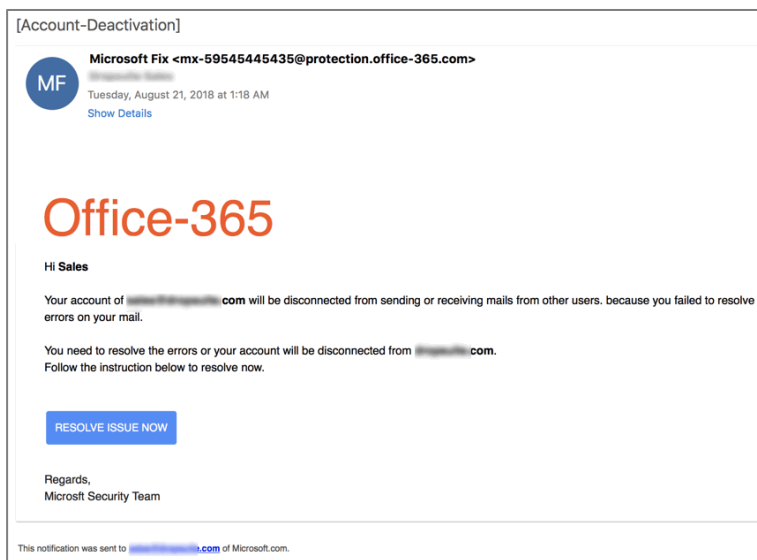 [Account-Deactivation]
MF
Microsoft Fix <mx-59545445435@protection.office-365.com>
Tuesday, August 21, 2018 at 1:18 AM
Show Details
Office-365
Hi Sales
Your account of .com will be disconnected from sending or receiving mails from other users. because you failed to resolve
errors on your mail.
You need to resolve the errors or your account will be disconnected from .com.
Follow the instruction below to resolve now.
RESOLVE ISSUE NOW
Regards,
Microsft Security Team
This notification was sent to .com of Microsoft.com.